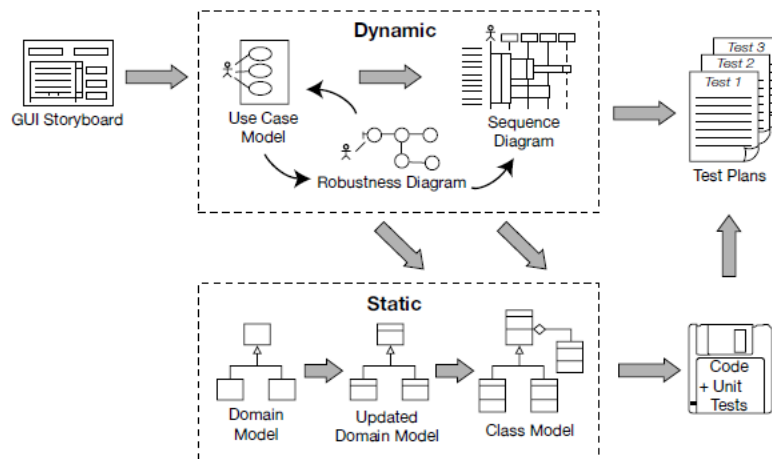 Dynamic
GUI Storyboard
Use Case
Model
Robustness Diagram
Sequence
Diagram
Test 3
Test 2
Test 1
Test Plans
Static
Domain
Model
Updated
Domain Model
Class Model
Code
+ Unit
Tests